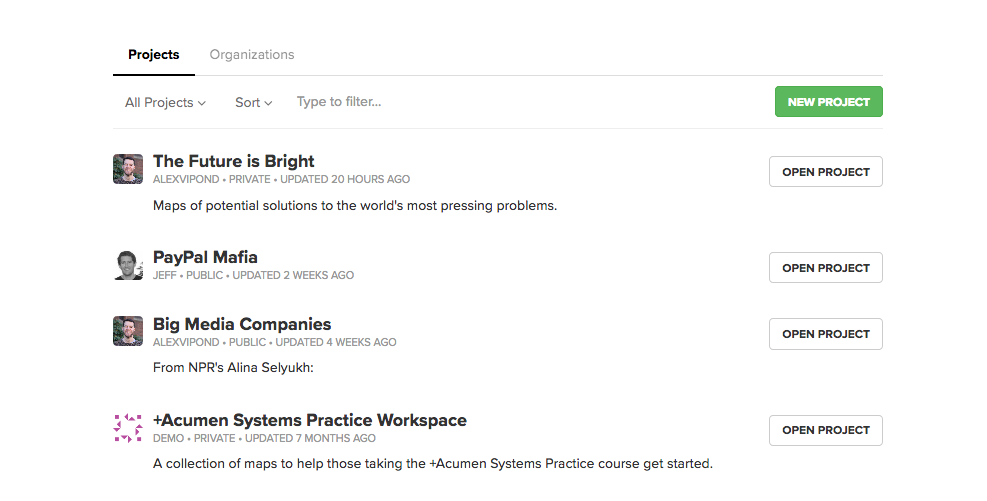 Projects Organizations
All Projects Sort Type to filter... NEW PROJECT
The Future is Bright
ALEXVIPOND • PRIVATE • UPDATED 20 HOURS AGO
OPEN PROJECT
Maps of potential solutions to the world's most pressing problems.
PayPal Mafia
JEFF • PUBLIC • UPDATED 2 WEEKS AGO
OPEN PROJECT
Big Media Companies
ALEXVIPOND • PUBLIC • UPDATED 4 WEEKS AGO
OPEN PROJECT
From NPR's Alina Selyukh:
+Acumen Systems Practice Workspace
DEMO • PRIVATE • UPDATED 7 MONTHS AGO
OPEN PROJECT
A collection of maps to help those taking the +Acumen Systems Practice course get started.